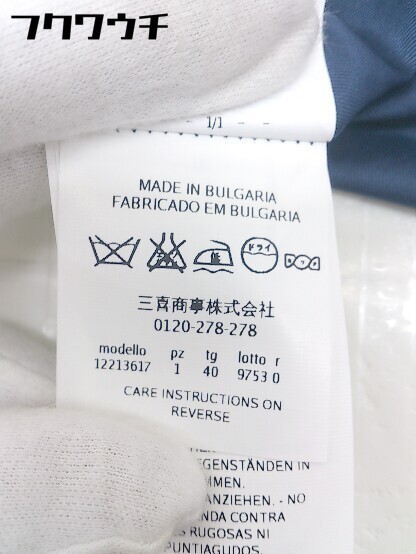 フクワウチ
1/1 - -
MADE IN BULGARIA
FABRICADO EM BULGARIA
ドライ
三喜商事株式会社
0120-278-278
modello pz tg lotto r
12213617 1 40 9753 0
CARE INSTRUCTIONS ON
REVERSE
EGENSTÄNDEN IN
MMEN.
ANZIEHEN. - NO
NDA CONTRA
S RUGOSAS NI
PUNTIAGUDOS.